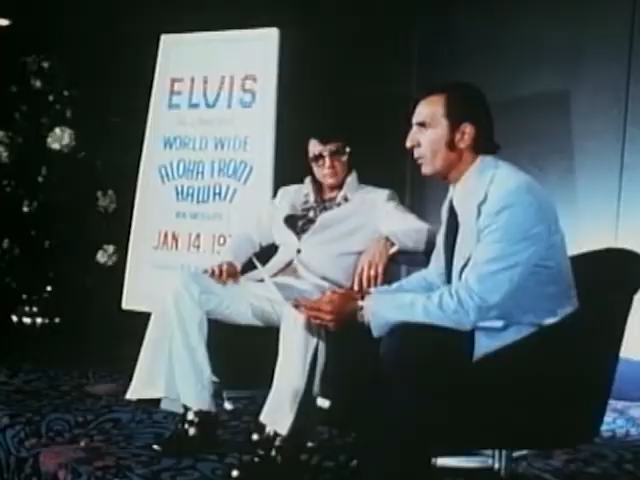 ELVIS
WORLD WIDE
ALOHA FROM
HAWAII
JAN. 14. 19